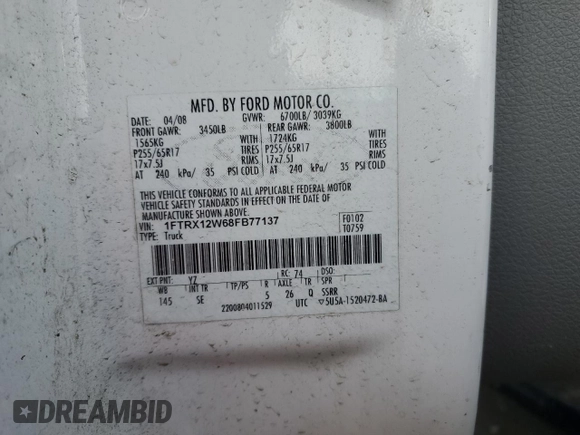 MFD. BY FORD MOTOR CO.
DATE: 04/08 GVWR: 6700LB/ 3039KG
FRONT GAWR: 3450LB REAR GAWR: 3800LB
1565KG WITH 1724KG WITH
P255/65R17 TIRES P255/65R17 TIRES
17x7.5J RIMS 17x7.5J RIMS
AT 240 kPa/ 35 PSI COLD AT 240 kPa/ 35 PSI COLD
THIS VEHICLE CONFORMS TO ALL APPLICABLE FEDERAL MOTOR
VEHICLE SAFETY STANDARDS IN EFFECT ON THE DATE OF
MANUFACTURE SHOWN ABOVE.
VIN: 1FTRX12W68FB77137 F0102
TYPE: Truck T0759
EXT PNT: YZ RC: 74 DSO:
WB INT TR TP/PS R AXLE TR SPR
145 SE 5 26 Q SSRR
2200804011529 UTC 5U5A-1520472-BA
DREAMBID